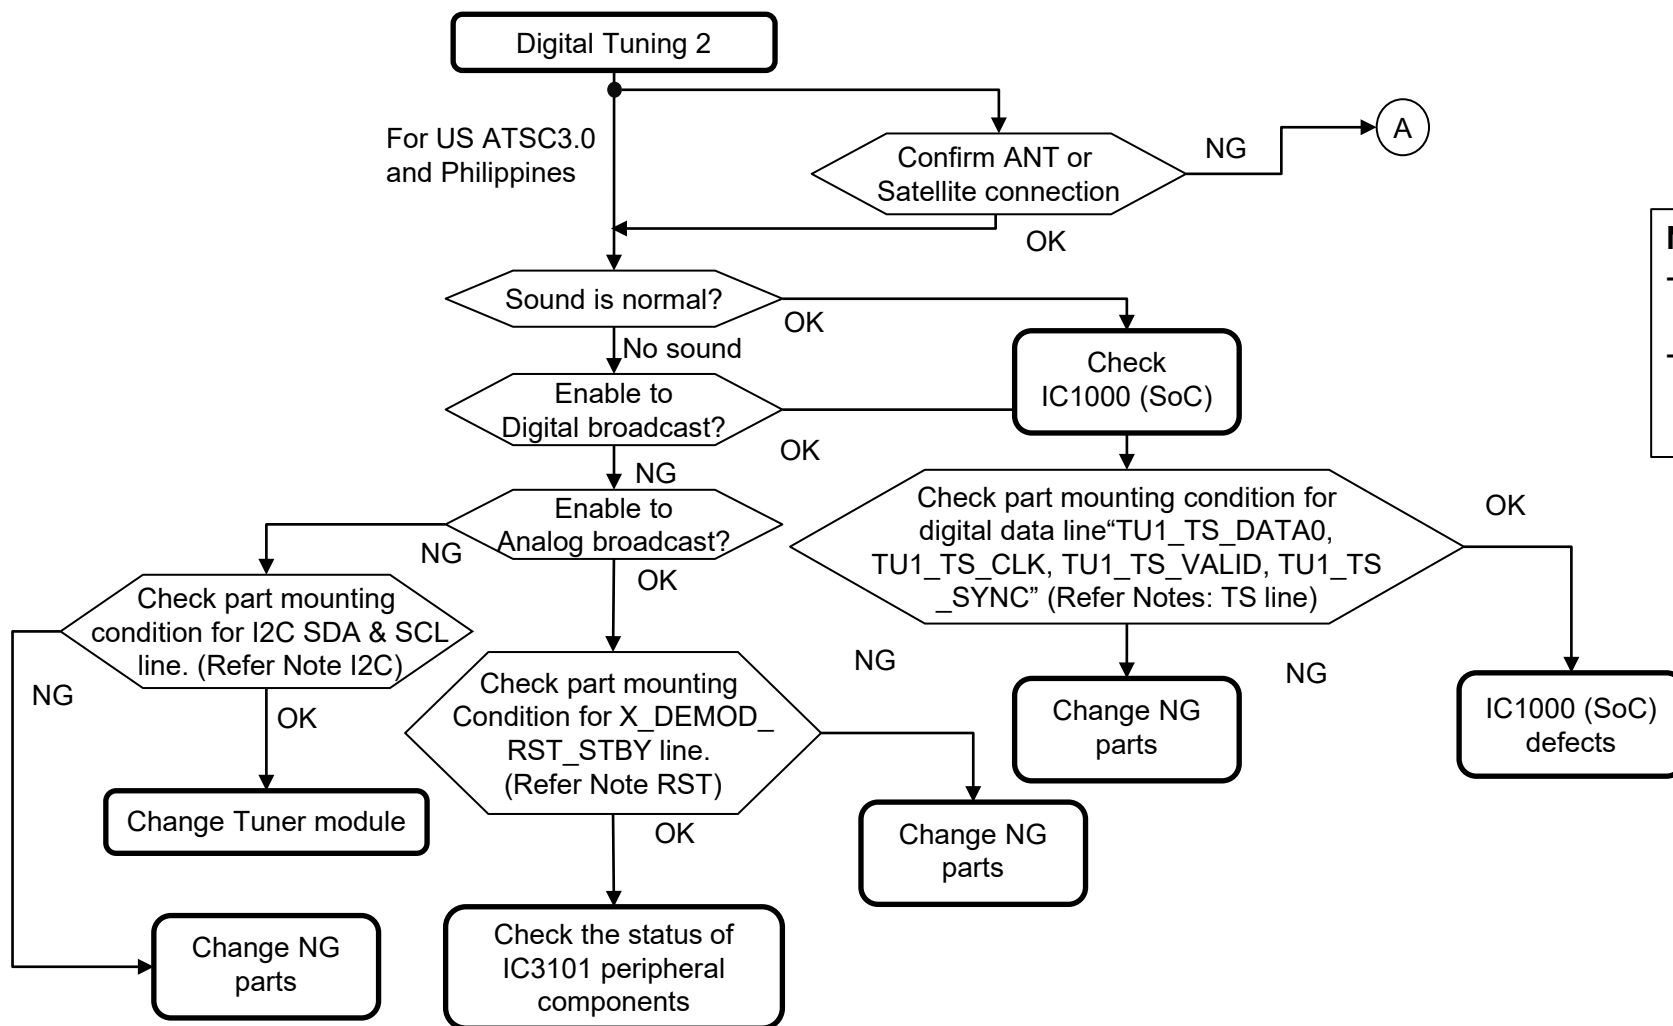 Digital Tuning 2
For US ATSC3.0
and Philippines
Confirm ANT or
Satellite connection
NG
A
OK
Sound is normal?
OK
No sound
Check
IC1000 (SoC)
Enable to
Digital broadcast?
OK
NG
Enable to
Analog broadcast?
NG
OK
Check part mounting condition for
digital data line“TU1_TS_DATA0,
TU1_TS_CLK, TU1_TS_VALID, TU1_TS
_SYNC” (Refer Notes: TS line)
OK
NG
Check part mounting
condition for I2C SDA & SCL
line. (Refer Note I2C)
NG
OK
Check part mounting
Condition for X_DEMOD_
RST_STBY line.
(Refer Note RST)
NG
OK
Change NG
parts
IC1000 (SoC)
defects
Change Tuner module
Change NG
parts
Change NG
parts
Check the status of
IC3101 peripheral
components